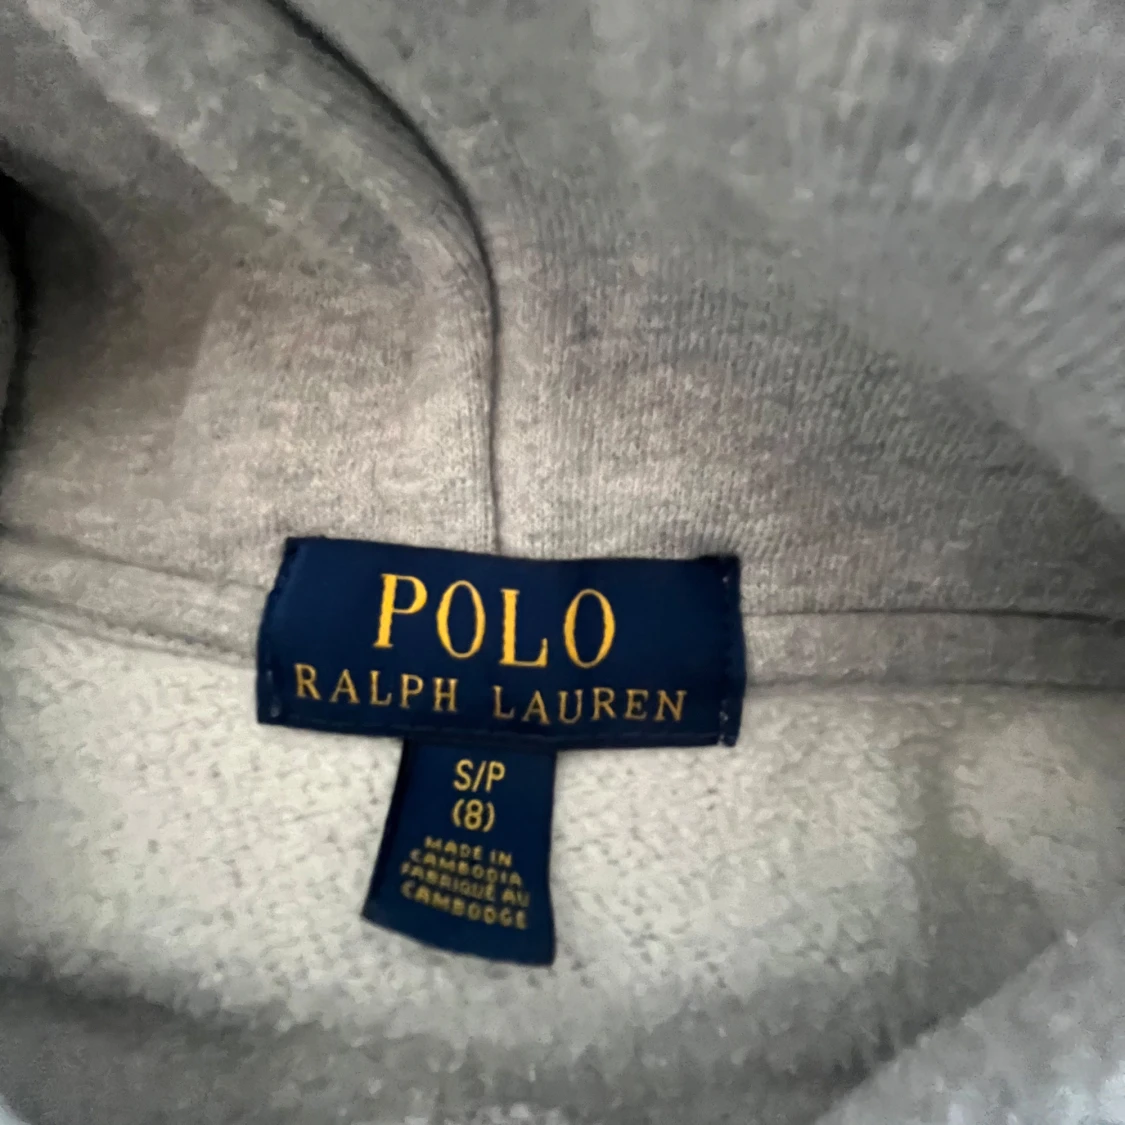 POLO
RALPH LAUREN
S/P
(8)
MADE IN
CAMBODIA
FABRIQUÉ AU
CAMBODGE